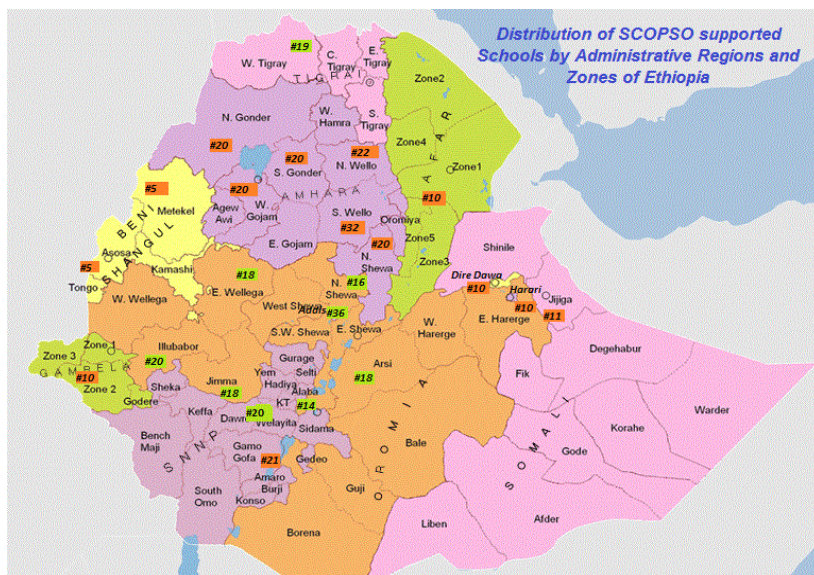 Distribution of SCOPSO supported
Schools by Administrative Regions and
Zones of Ethiopia
#19
W. Tigray
C.
Tigray
E.
Tigray
TIGRAI
S.
Tigray
Zone2
Zone4
AFAR
Zone1
#10
Zone5
Zone3
N. Gonder
W.
Hamra
#20
#20
#22
S. Gonder
N. Wello
#20
AMHARA
Agew
Awi
W.
Gojam
S. Wello
Oromiya
#32
#20
E. Gojam
N.
Shewa
#5
Metekel
BENI
SHANGUL
Asosa
Kamashi
#5
Tongo
Shinile
Dire Dawa
#10
Harari
#10
Jijiga
#11
#18
N.
Shewa
#16
W. Wellega
E. Wellega
West Shewa
Addis
#36
S.W. Shewa
E. Shewa
W.
Harerge
E. Harerge
Degehabur
Zone 3
Zone 1
GAMBELA
#10
Zone 2
Godere
Illubabor
#20
Jimma
#18
Gurage
Yem
Selti
Hadiya
Alaba
KT
#14
Arsi
#18
Fik
Sheka
Keffa
Dawro
#20
Welayita
Sidama
OROMIA
SOMALI
Korahe
Warder
Bench
Maji
SNNP
Gamo
Gofa
#21
Gedeo
Bale
Gode
Amaro
Burji
South
Omo
Konso
Guji
Borena
Liben
Afder